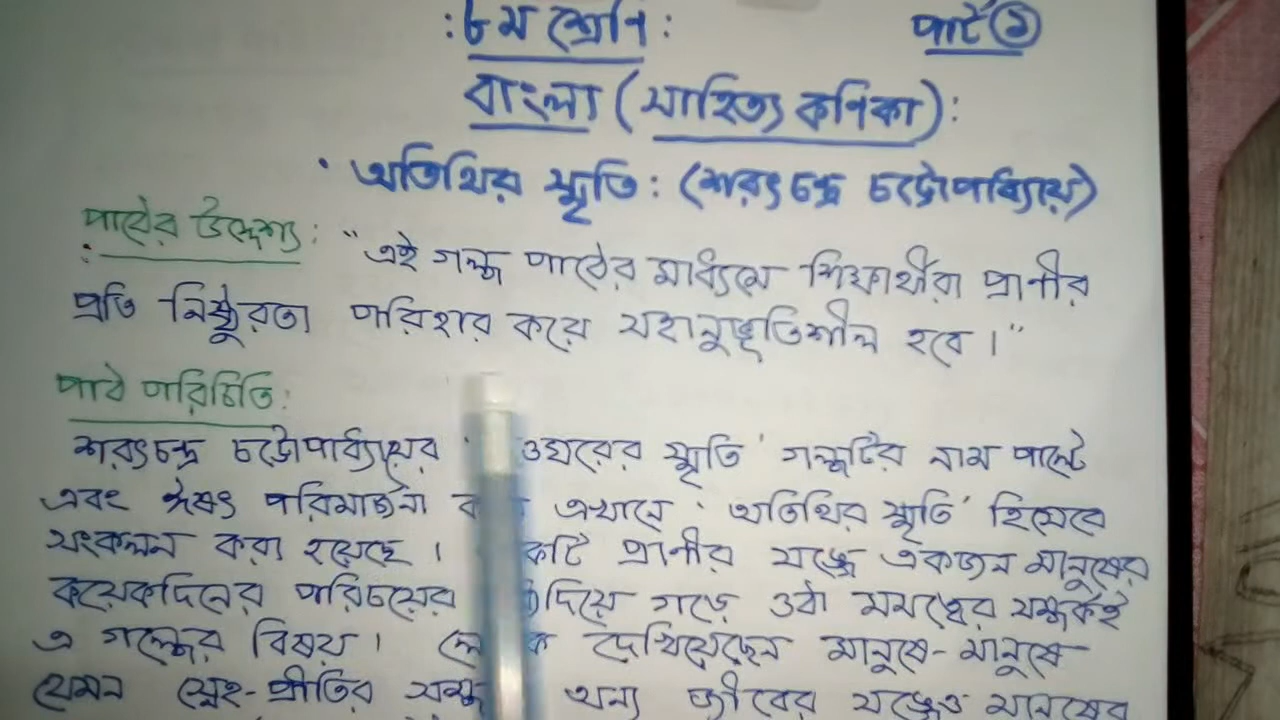 : ৮ম শ্রেণি :
পার্ট ১
বাংলা (সাহিত্য কণিকা) :
অতিথির স্মৃতি : (শরৎচন্দ্র চট্টোপাধ্যায়)
পাঠের উদ্দেশ্য : "এই গল্প পাঠের মাধ্যমে শিক্ষার্থীরা প্রাণীর
প্রতি নিষ্ঠুরতা পরিহার করে সহানুভূতিশীল হবে।"
পাঠ পরিচিতি :
শরৎচন্দ্র চট্টোপাধ্যায়ের ' ওঘরের স্মৃতি' গল্পটির নাম পাল্টে
এবং ঈষৎ পরিমার্জনা এখানে 'অতিথির স্মৃতি' হিসেবে
সংকলন করা হয়েছে। প্রাণীর সঙ্গে একজন মানুষের
কয়েকদিনের পরিচয়ের গড়ে ওঠা মমত্বের সম্পর্কই
এ গল্পের বিষয়। দেখিয়েছেন মানুষে-মানুষে
যেমন স্নেহ-প্রীতির অন্য জীবের সঙ্গেও মানুষের